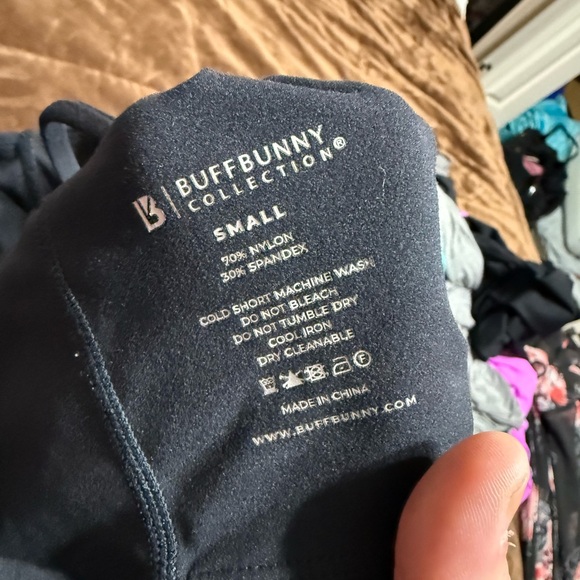 BUFFBUNNY
COLLECTION®
SMALL
70% NYLON
30% SPANDEX
COLD SHORT MACHINE WASH
DO NOT BLEACH
DO NOT TUMBLE DRY
COOL IRON
DRY CLEANABLE
F
MADE IN CHINA
WWW.BUFFBUNNY.COM